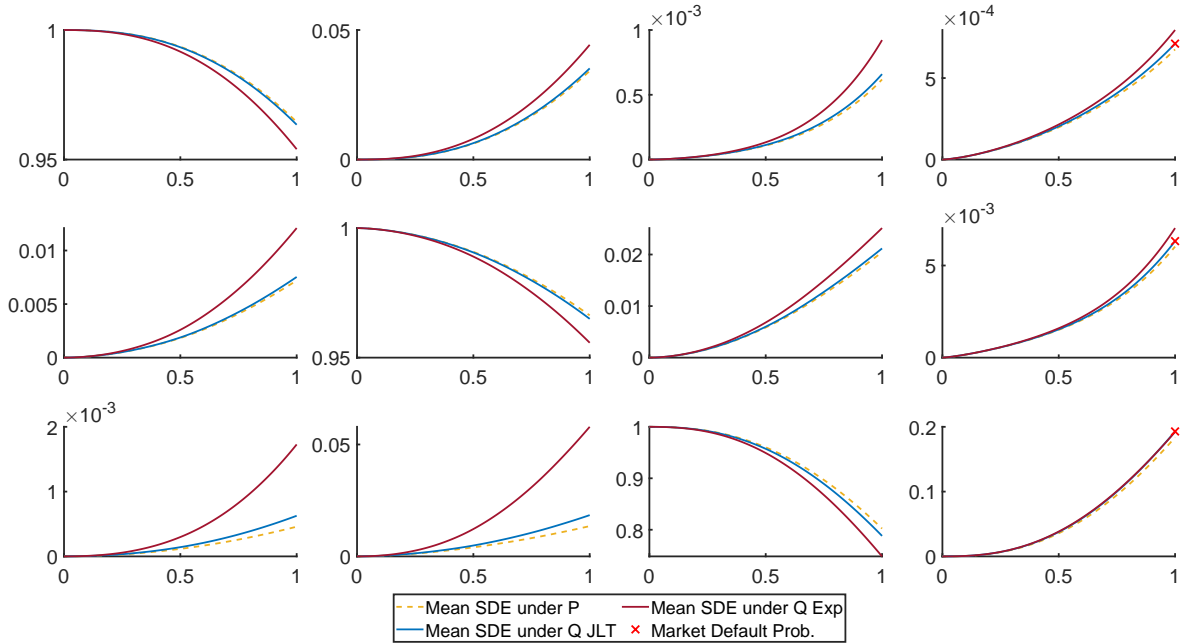 ×10⁻³ ×10⁻⁴
1 0.05 1
5
0.5
0.95 0 0 0
0 0.5 1 0 0.5 1 0 0.5 1 0 0.5 1
×10⁻³
1
0.01 0.02
5
0.005 0.01
0 0.95 0 0
0 0.5 1 0 0.5 1 0 0.5 1 0 0.5 1
×10⁻³
2 1 0.2
0.05
0.9
1 0.1
0.8
0 0 0
0 0.5 1 0 0.5 1 0 0.5 1 0 0.5 1
Mean SDE under P Mean SDE under Q Exp
Mean SDE under Q JLT Market Default Prob.